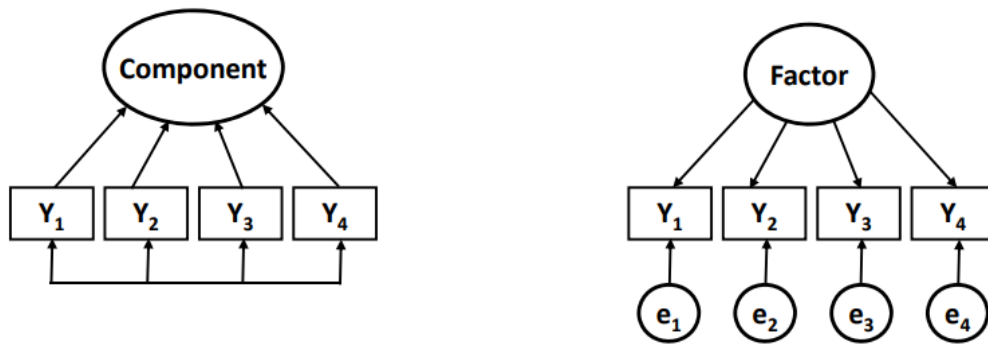 Component
Factor
Y1 Y2 Y3 Y4
Y1 Y2 Y3 Y4
e1 e2 e3 e4